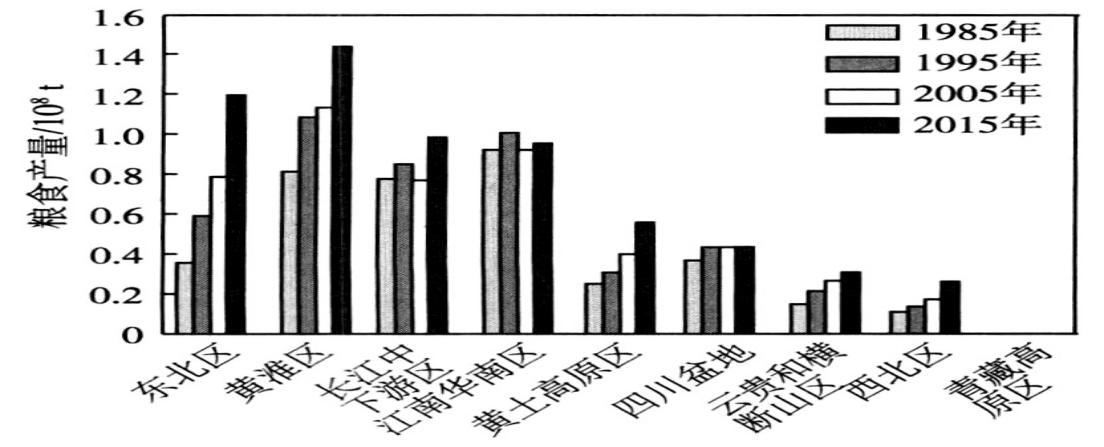 粮食产量/10⁸ t
1.6
1.4
1.2
1.0
0.8
0.6
0.4
0.2
0
1985年
1995年
2005年
2015年
东北区
黄淮区
长江中
下游区
江南华南区
黄土高原区
四川盆地
云贵和横
断山区
西北区
青藏高
原区